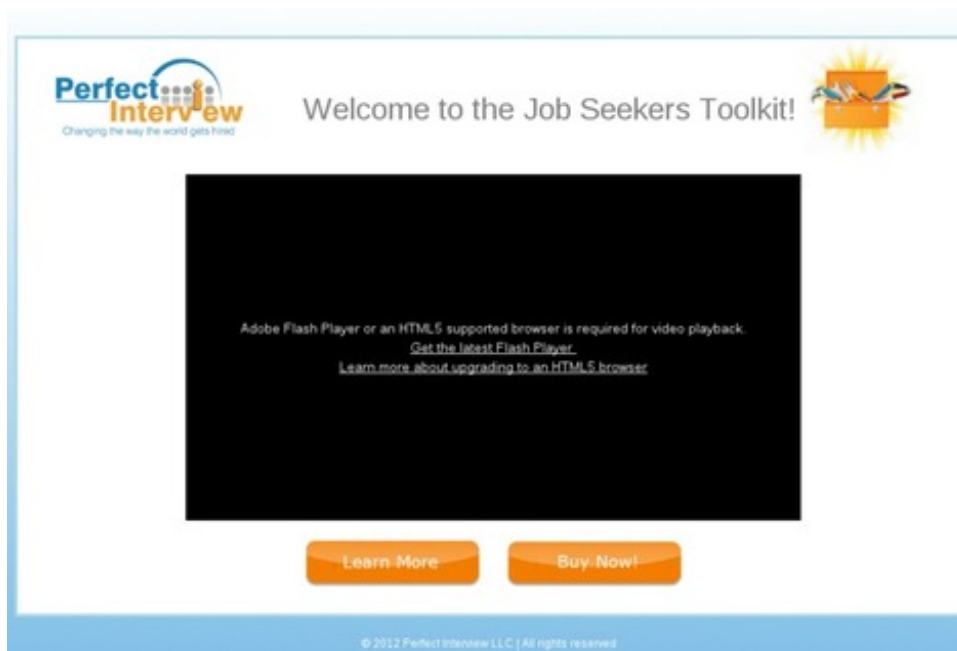 Perfect
Interview
Changing the way the world gets hired
Welcome to the Job Seekers Toolkit!
Adobe Flash Player or an HTML5 supported browser is required for video playback.
Get the latest Flash Player
Learn more about upgrading to an HTML5 browser
Learn More
Buy Now!
© 2012 Perfect Interview LLC | All rights reserved